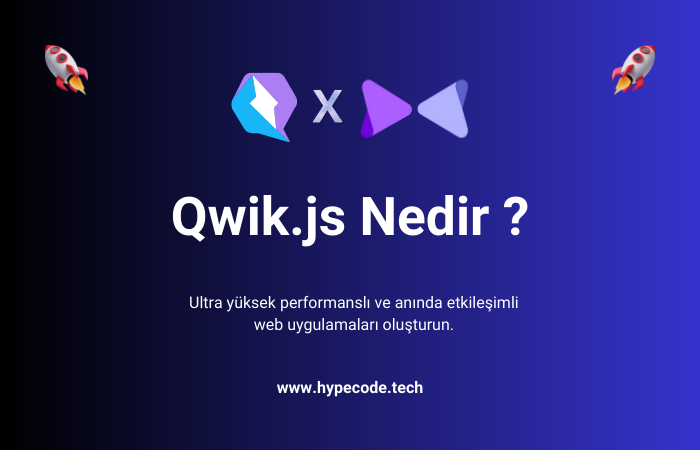 X
Qwik.js Nedir ?
Ultra yüksek performanslı ve anında etkileşimli
web uygulamaları oluşturun.
www.hypecode.tech